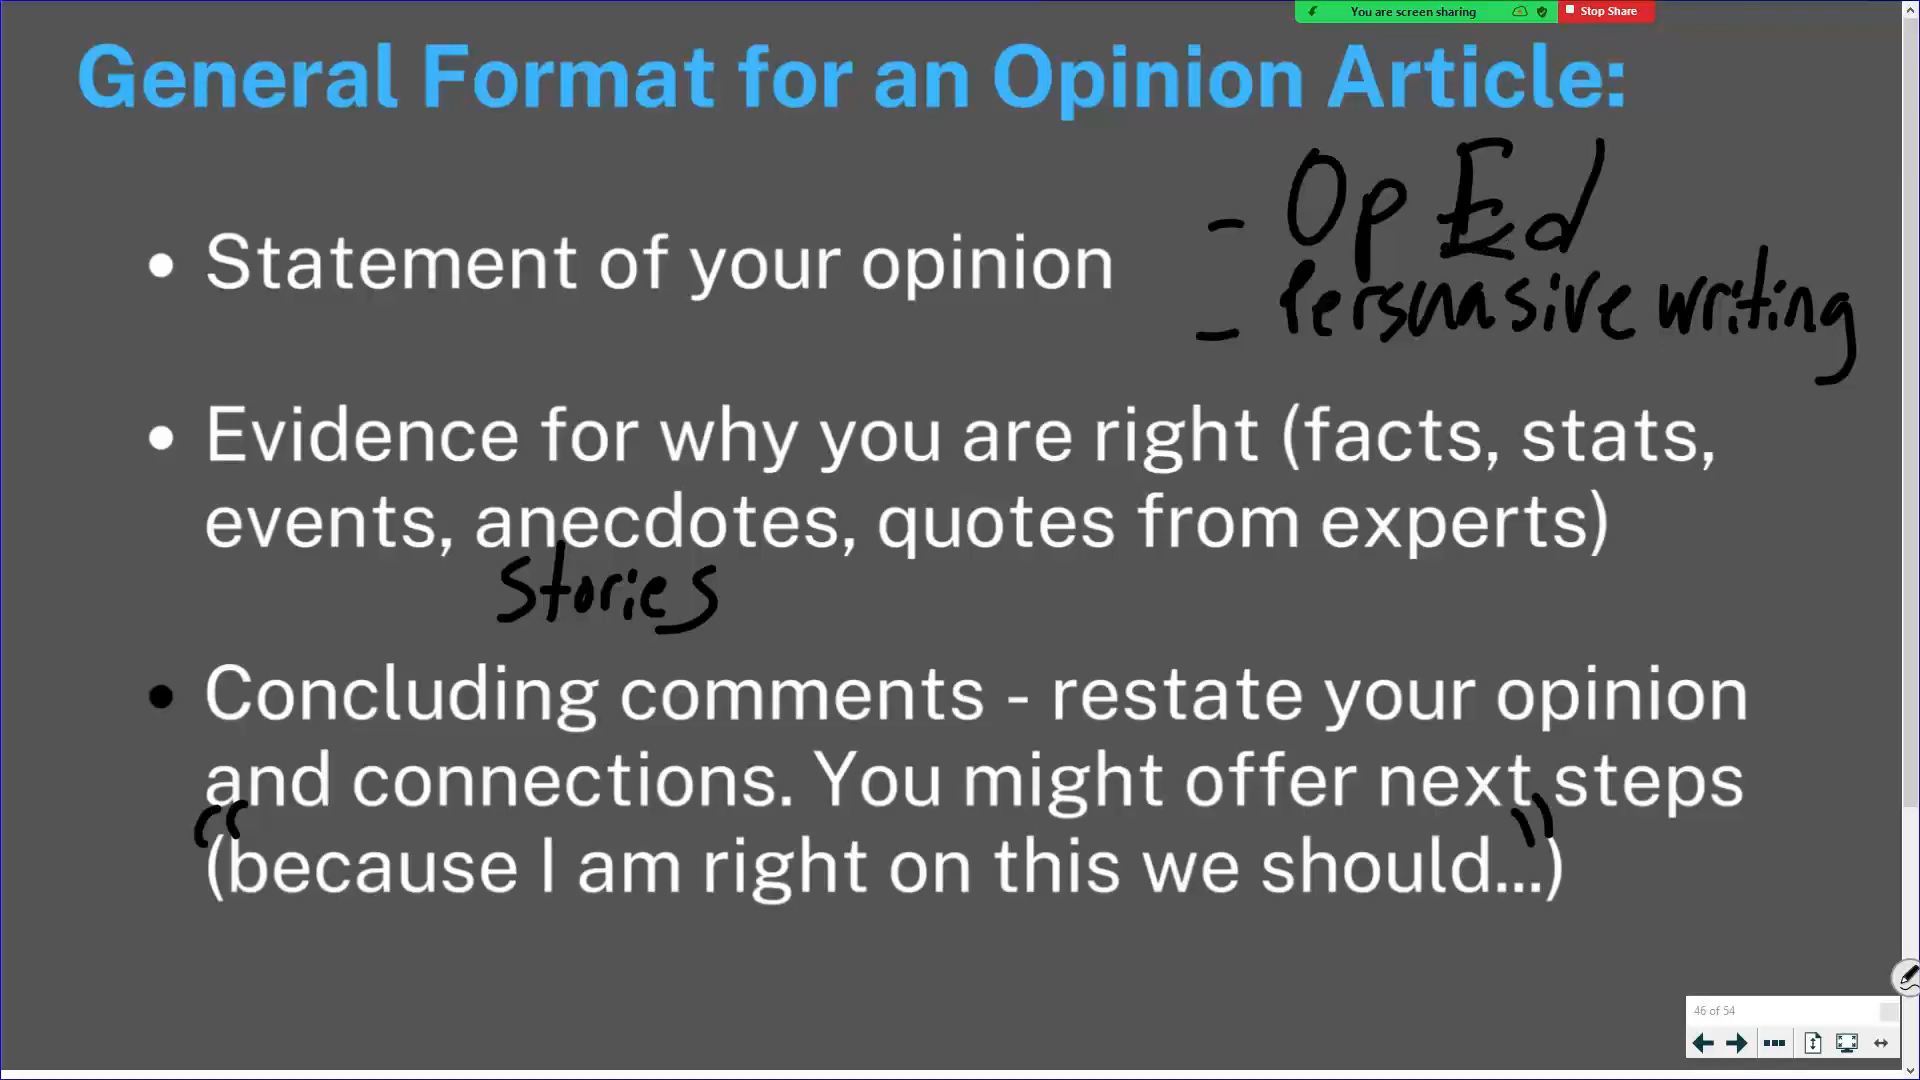 You are screen sharing Stop Share
General Format for an Opinion Article:
- Op Ed
• Statement of your opinion
- Persuasive writing
• Evidence for why you are right (facts, stats,
events, anecdotes, quotes from experts)
stories
• Concluding comments - restate your opinion
and connections. You might offer next steps
“(because I am right on this we should...”)
46 of 54